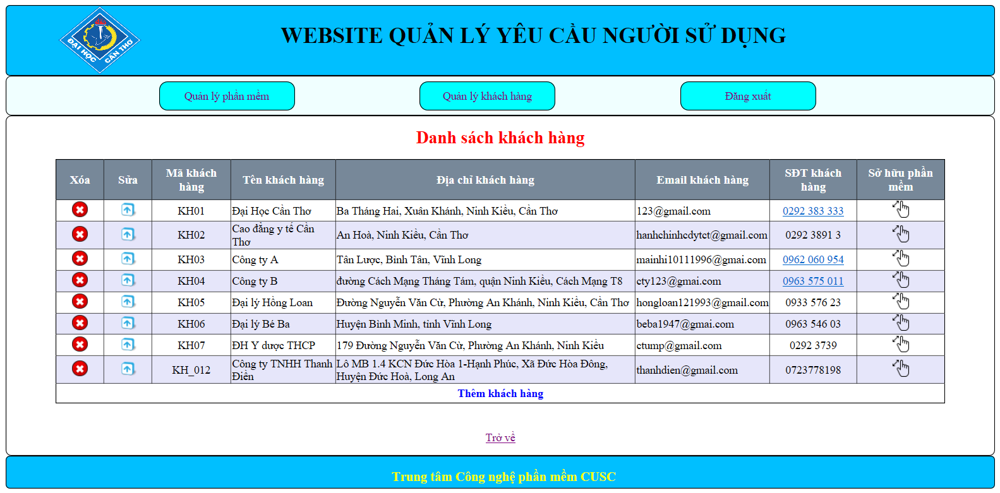 ĐẠI HỌC CẦN THƠ
WEBSITE QUẢN LÝ YÊU CẦU NGƯỜI SỬ DỤNG
Quản lý phần mềm Quản lý khách hàng Đăng xuất
Danh sách khách hàng
Xóa Sửa Mã khách hàng Tên khách hàng Địa chỉ khách hàng Email khách hàng SĐT khách hàng Sở hữu phần mềm
KH01 Đại Học Cần Thơ Ba Tháng Hai, Xuân Khánh, Ninh Kiều, Cần Thơ 123@gmail.com 0292 383 333
KH02 Cao đẳng y tế Cần Thơ An Hoà, Ninh Kiều, Cần Thơ hanhchinhcdytct@gmail.com 0292 3891 3
KH03 Công ty A Tân Lược, Bình Tân, Vĩnh Long mainhi10111996@gmai.com 0962 060 954
KH04 Công ty B đường Cách Mạng Tháng Tám, quận Ninh Kiều, Cách Mạng T8 cty123@gmai.com 0963 575 011
KH05 Đại lý Hồng Loan Đường Nguyễn Văn Cừ, Phường An Khánh, Ninh Kiều, Cần Thơ hongloan121993@gmail.com 0933 576 23
KH06 Đại lý Bé Ba Huyện Bình Minh, tỉnh Vĩnh Long beba1947@gmai.com 0963 546 03
KH07 ĐH Y dược THCP 179 Đường Nguyễn Văn Cừ, Phường An Khánh, Ninh Kiều ctump@gmail.com 0292 3739
KH_012 Công ty TNHH Thanh Điền Lô MB 1.4 KCN Đức Hòa 1-Hạnh Phúc, Xã Đức Hòa Đông, Huyện Đức Hoà, Long An thanhdien@gmail.com 0723778198
Thêm khách hàng
Trở về
Trung tâm Công nghệ phần mềm CUSC